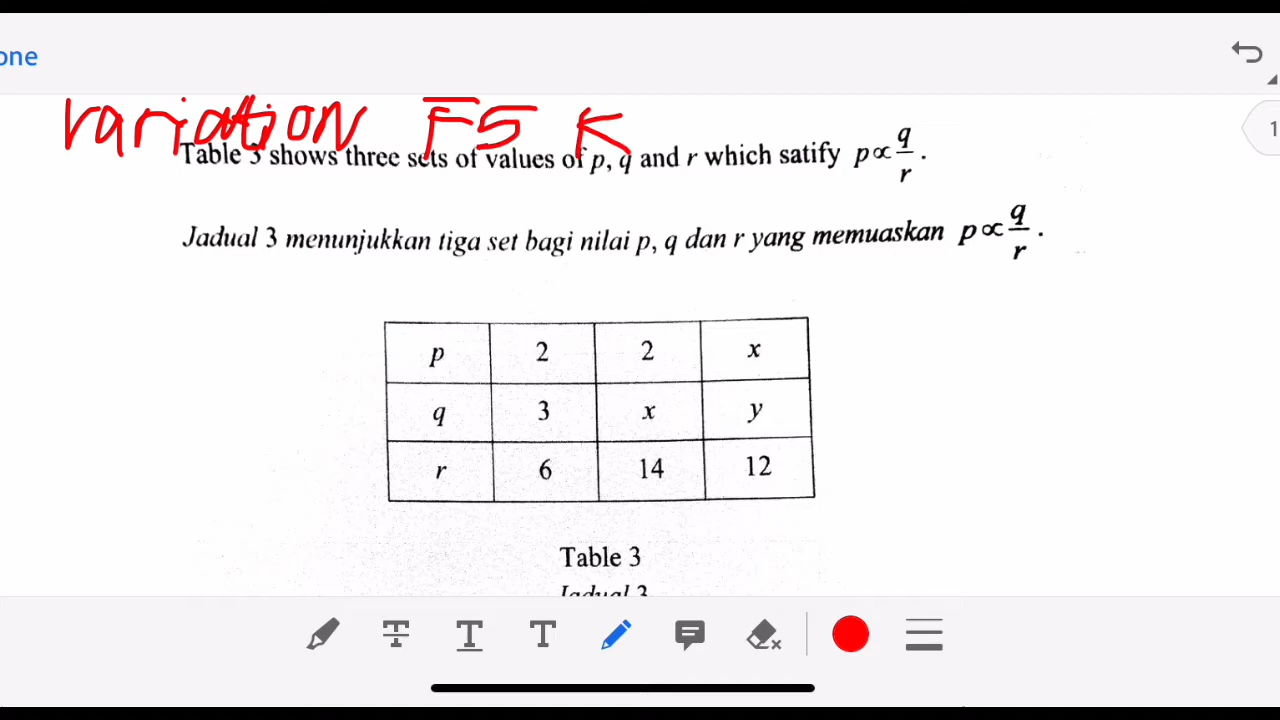 one
variation F5 K
1
Table 3 shows three sets of values of p, q and r which satify p∝q/r.
Jadual 3 menunjukkan tiga set bagi nilai p, q dan r yang memuaskan p∝q/r.
p 2 2 x
q 3 x y
r 6 14 12
Table 3
Jadual 3
T T T